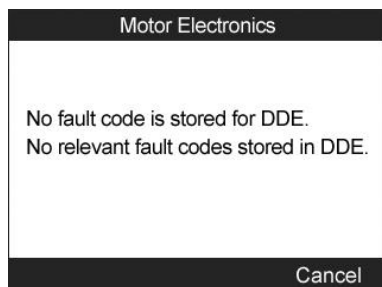 Motor Electronics
No fault code is stored for DDE.
No relevant fault codes stored in DDE.
Cancel